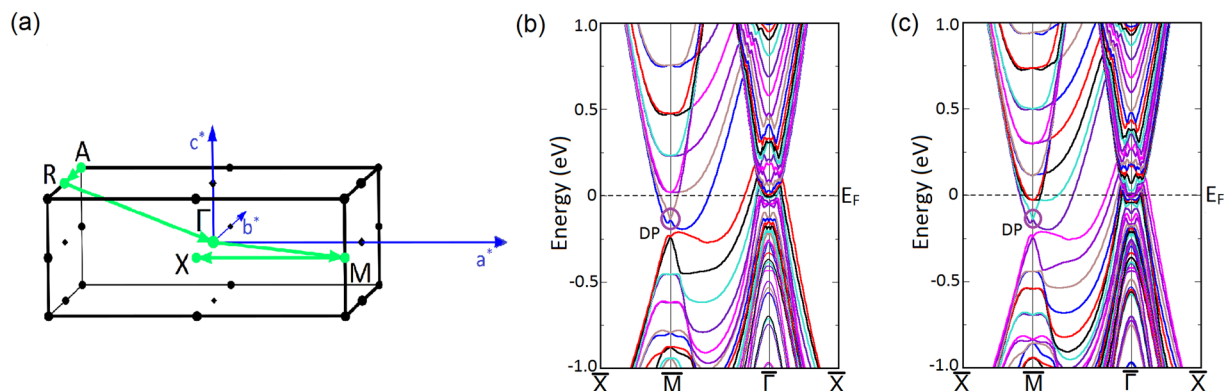 (a)
c*
A
R
Γ
b*
a*
X
M
(b)
Energy (eV)
1.0
0.5
0
-0.5
-1.0
DP
E_F
X̅
M̅
Γ̅
X̅
(c)
Energy (eV)
1.0
0.5
0
-0.5
-1.0
DP
E_F
X̅
M̅
Γ̅
X̅